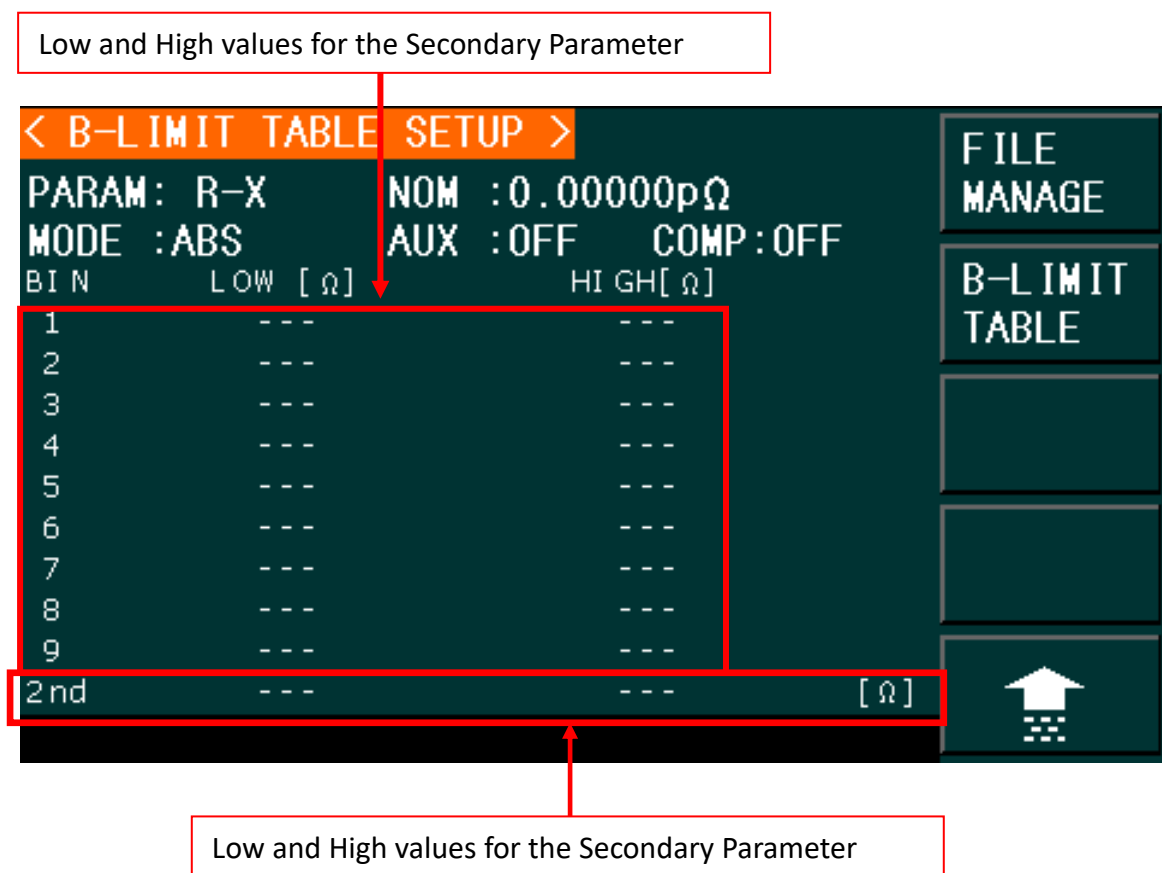 Low and High values for the Secondary Parameter
< B-LIMIT TABLE SETUP >
PARAM: R-X NOM :0.00000pΩ
MODE :ABS AUX :OFF COMP:OFF
BIN LOW [Ω] HIGH[Ω]
1 --- ---
2 --- ---
3 --- ---
4 --- ---
5 --- ---
6 --- ---
7 --- ---
8 --- ---
9 --- ---
2nd --- --- [Ω]
FILE
MANAGE
B-LIMIT
TABLE
Low and High values for the Secondary Parameter